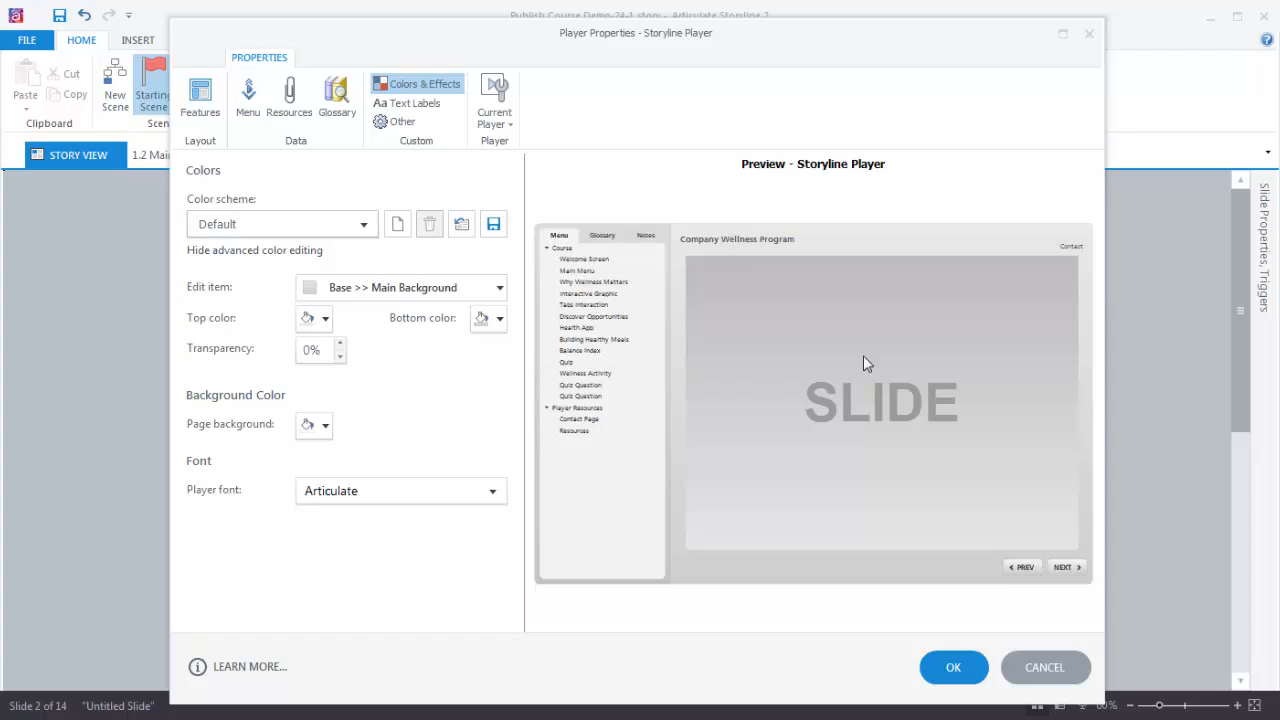 Publish Course Demo-24-1.story - Articulate Storyline 2
Player Properties - Storyline Player
FILE
HOME
INSERT
PROPERTIES
Cut
Copy
Paste
Clipboard
New Scene
Starting Scene
Scen
Features
Layout
Menu
Resources
Glossary
Data
Colors & Effects
Aa Text Labels
Other
Custom
Current Player
Player
STORY VIEW
1.2 Mai
Colors
Color scheme:
Default
Hide advanced color editing
Edit item:
Base >> Main Background
Top color:
Bottom color:
Transparency:
0%
Background Color
Page background:
Font
Player font:
Articulate
Preview - Storyline Player
Menu
Glossary
Notes
Company Wellness Program
Contact
Course
Welcome Screen
Main Menu
Why Wellness Matters
Interactive Graphic
Tabs Interaction
Discover Opportunities
Health App
Building Healthy Meals
Balance Index
Quiz
Wellness Activity
Quiz Question
Quiz Question
Player Resources
Contact Page
Resources
SLIDE
PREV
NEXT
Slide Properties, Triggers
LEARN MORE...
OK
CANCEL
Slide 2 of 14
"Untitled Slide"
60%